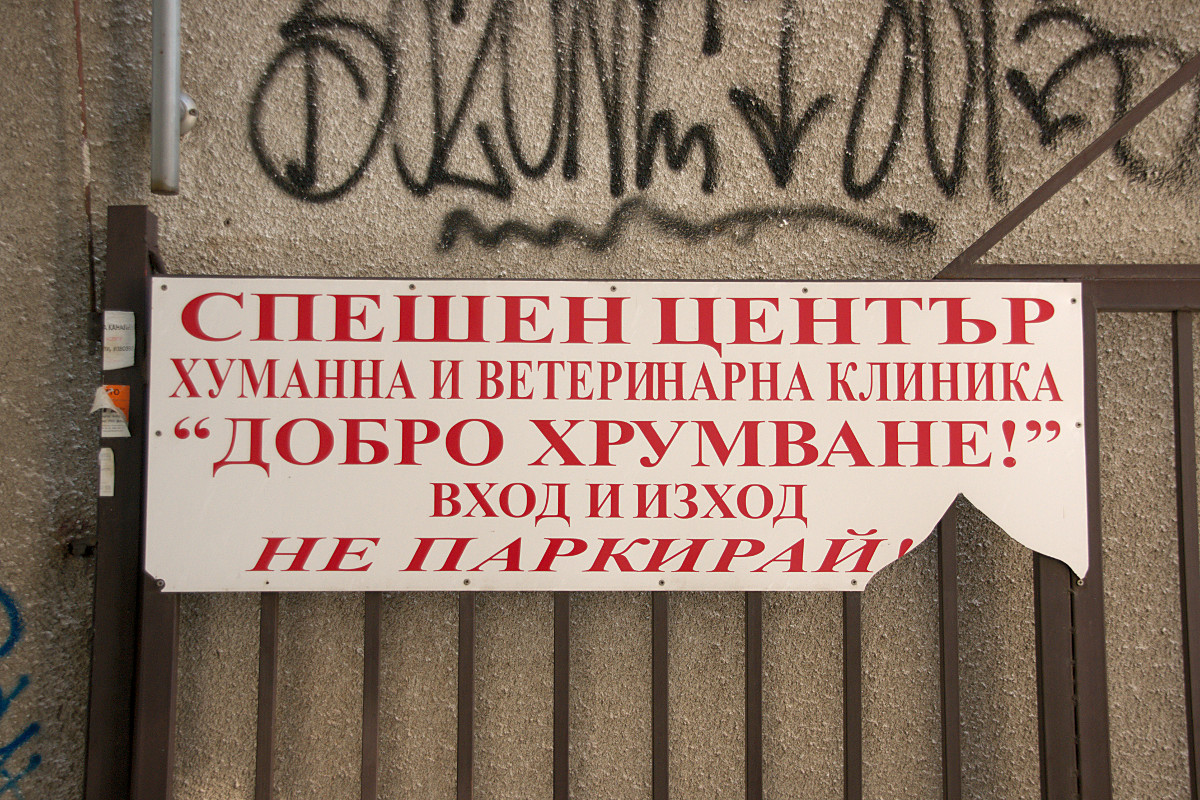 СПЕШЕН ЦЕНТЪР
ХУМАННА И ВЕТЕРИНАРНА КЛИНИКА
“ДОБРО ХРУМВАНЕ!”
ВХОД И ИЗХОД
НЕ ПАРКИРАЙ!